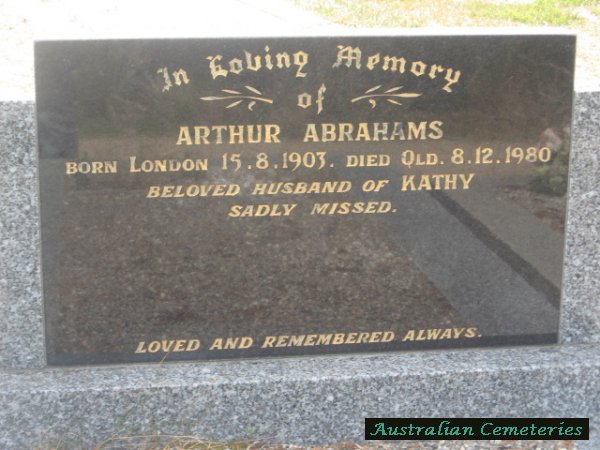 In Loving Memory
of
ARTHUR ABRAHAMS
BORN LONDON 15.8.1903. DIED QLD. 8.12.1980
BELOVED HUSBAND OF KATHY
SADLY MISSED.
LOVED AND REMEMBERED ALWAYS.
Australian Cemeteries